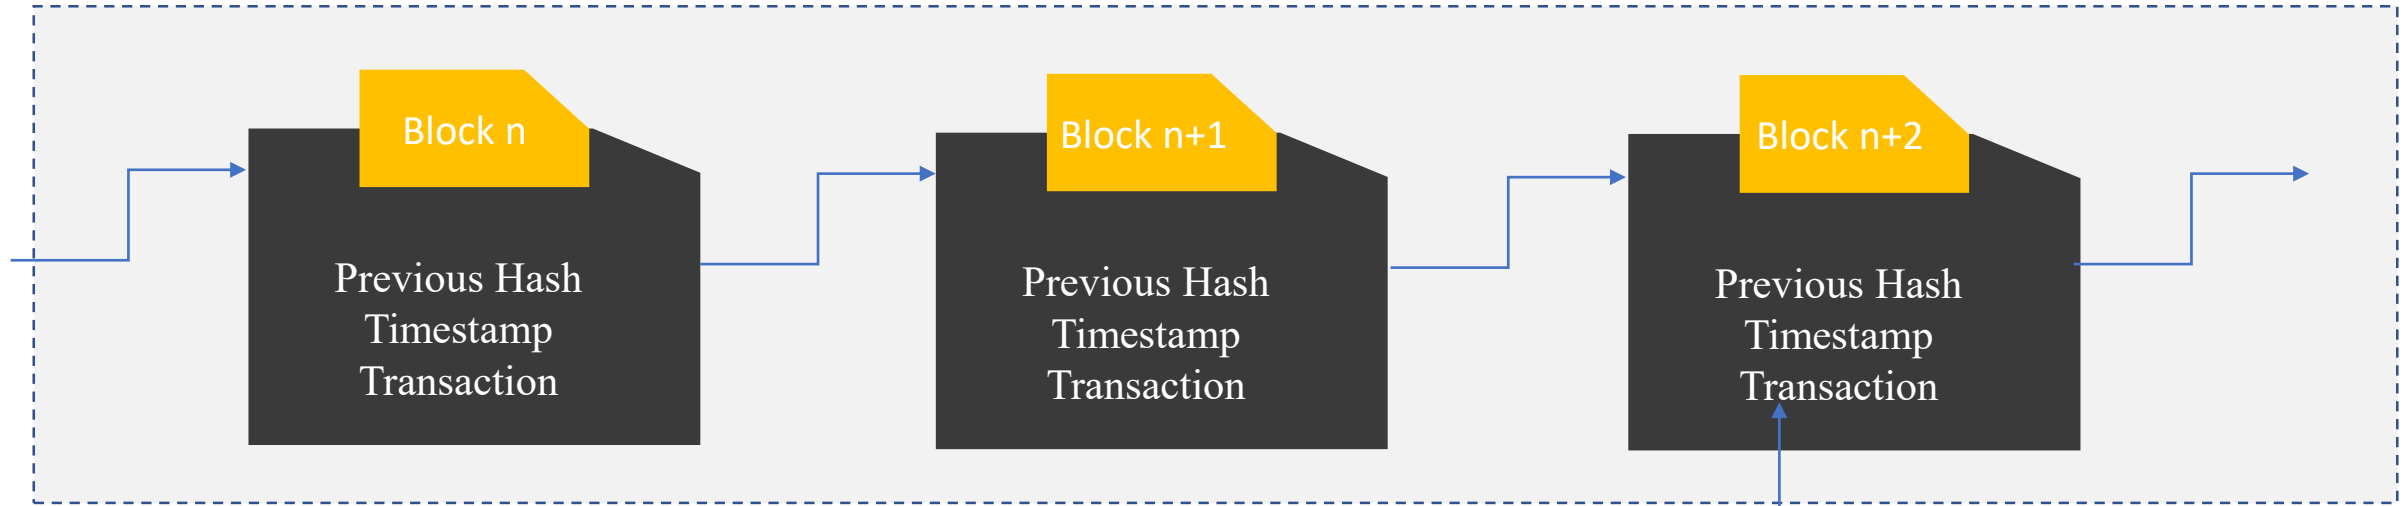 Block n
Previous Hash
Timestamp
Transaction
Block n+1
Previous Hash
Timestamp
Transaction
Block n+2
Previous Hash
Timestamp
Transaction